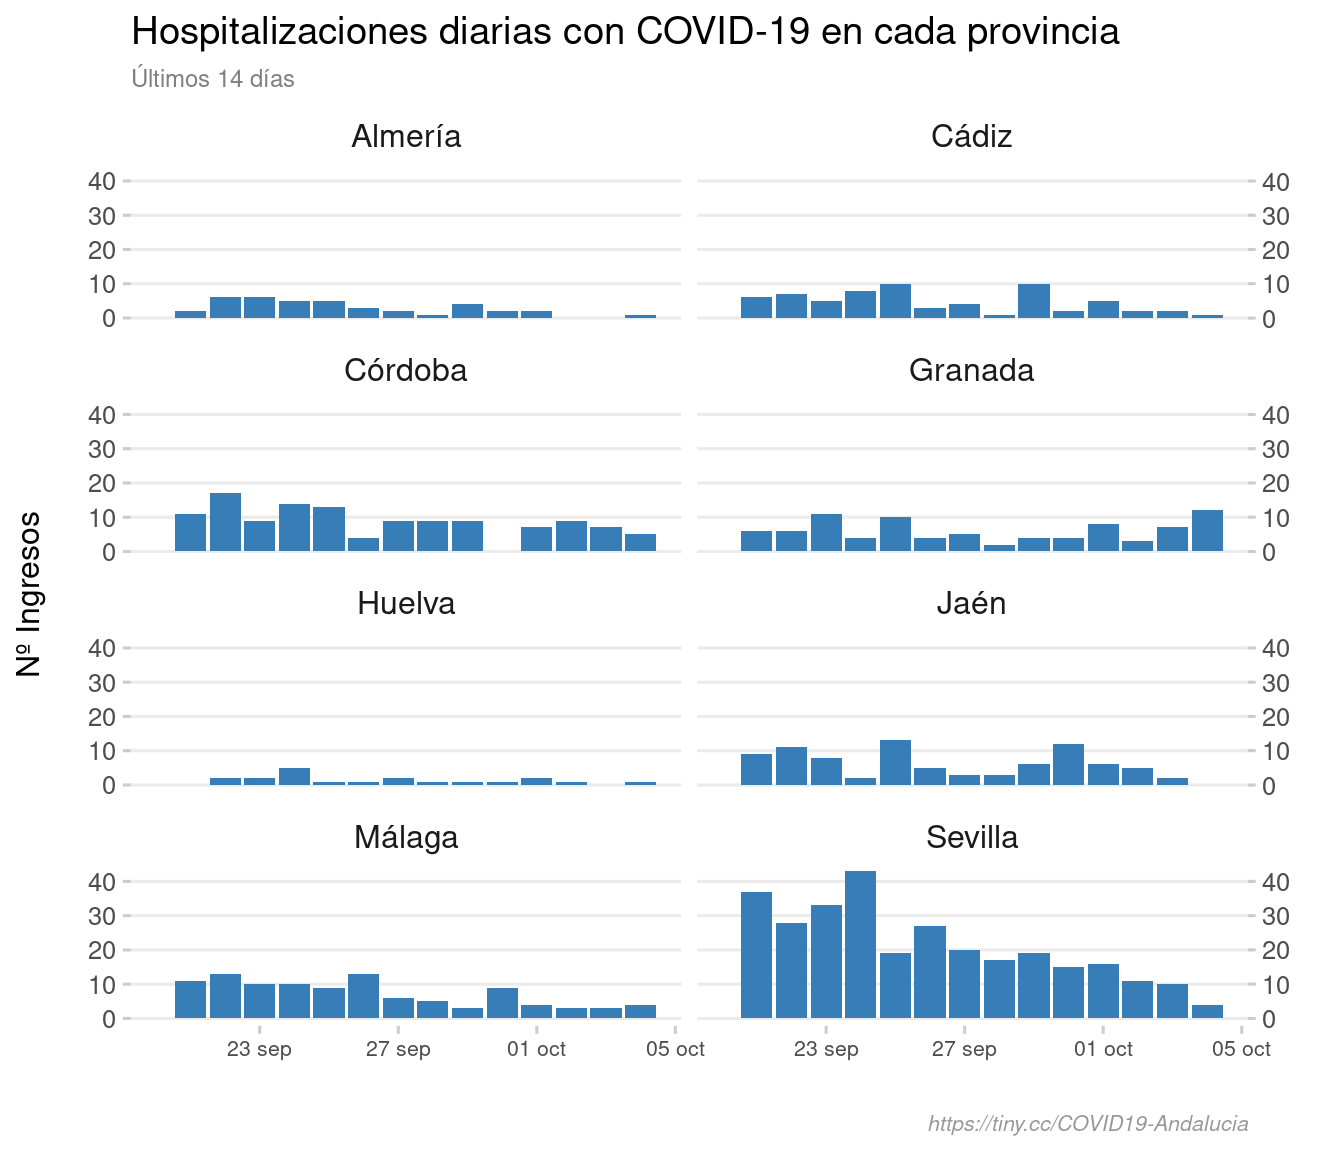 Hospitalizaciones diarias con COVID-19 en cada provincia
Últimos 14 días
Almería Cádiz
40 40
30 30
20 20
10 10
0 0
Córdoba Granada
40 40
30 30
20 20
10 10
0 0
Nº Ingresos
Huelva Jaén
40 40
30 30
20 20
10 10
0 0
Málaga Sevilla
40 40
30 30
20 20
10 10
0 0
23 sep 27 sep 01 oct 05 oct 23 sep 27 sep 01 oct 05 oct
https://tiny.cc/COVID19-Andalucia